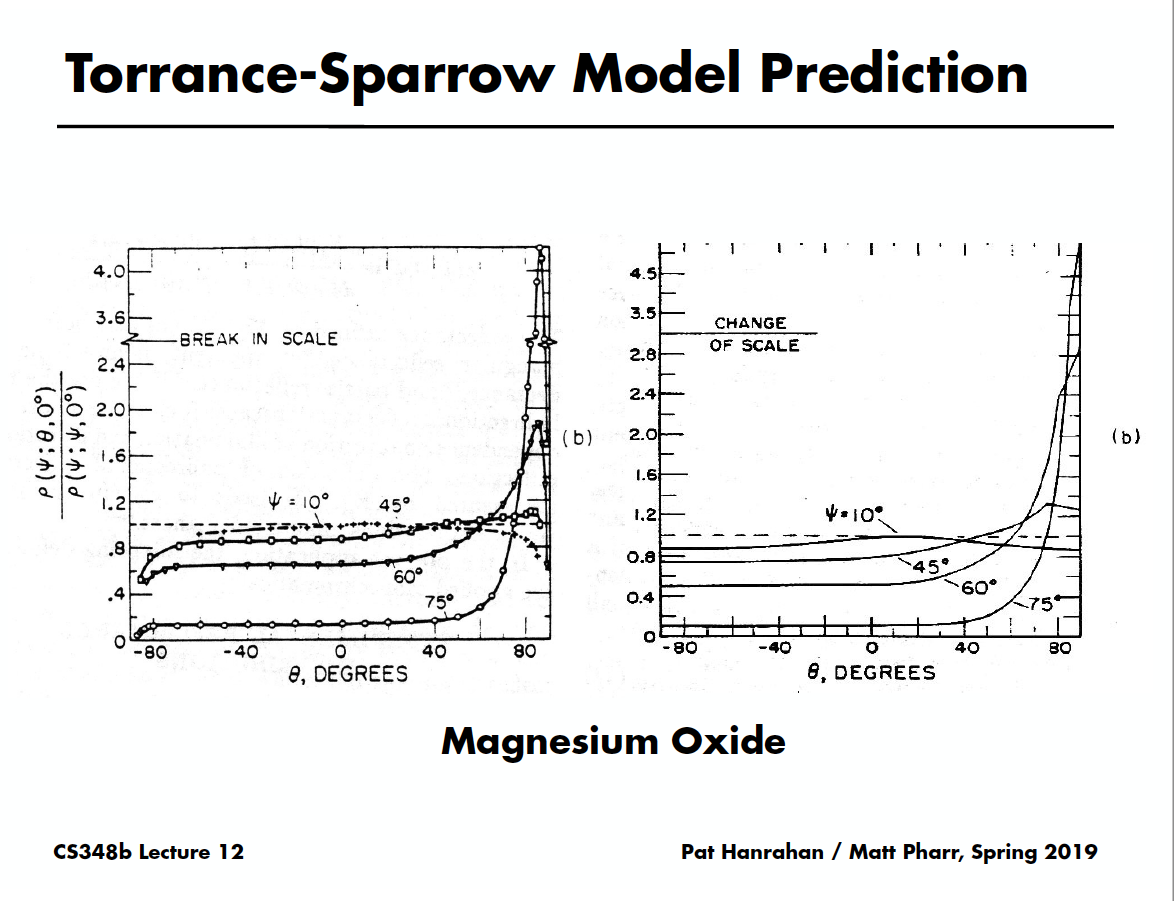 Torrance-Sparrow Model Prediction
ρ(ψ;θ,0°)
ρ(ψ;ψ,0°)
4.0
3.6
BREAK IN SCALE
2.4
2.0
1.6
1.2
.8
.4
0
ψ = 10°
45°
60°
75°
-80 -40 0 40 80
θ, DEGREES
(b)
4.5
3.5
CHANGE
OF SCALE
2.8
2.4
2.0
1.6
1.2
0.8
0.4
0
ψ=10°
45°
60°
75°
-80 -40 0 40 80
θ, DEGREES
(b)
Magnesium Oxide
CS348b Lecture 12
Pat Hanrahan / Matt Pharr, Spring 2019